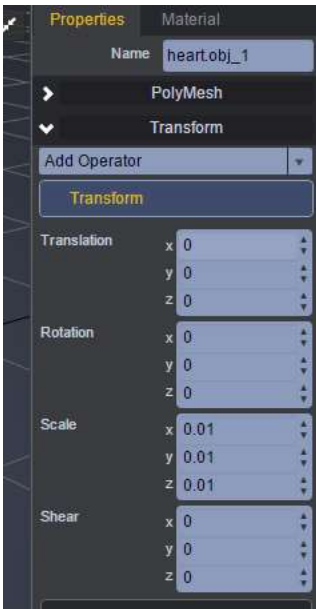 Properties Material
Name heart.obj_1
PolyMesh
Transform
Add Operator
Transform
Translation x 0
y 0
z 0
Rotation x 0
y 0
z 0
Scale x 0.01
y 0.01
z 0.01
Shear x 0
y 0
z 0